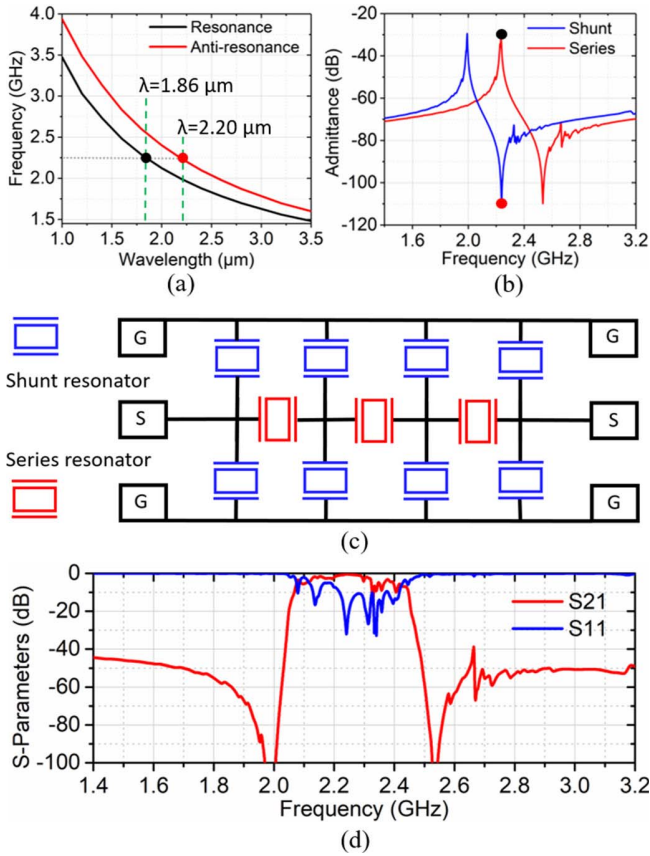 4.0
3.5
3.0
2.5
2.0
1.5
Frequency (GHz)
Resonance
Anti-resonance
λ=1.86 μm
λ=2.20 μm
1.0 1.5 2.0 2.5 3.0 3.5
Wavelength (μm)
(a)
-20
-40
-60
-80
-100
-120
Admittance (dB)
Shunt
Series
1.6 2.0 2.4 2.8 3.2
Frequency (GHz)
(b)
Shunt resonator
Series resonator
G G
S S
G G
(c)
0
-20
-40
-60
-80
-100
S-Parameters (dB)
S21
S11
1.4 1.6 1.8 2.0 2.2 2.4 2.6 2.8 3.0 3.2
Frequency (GHz)
(d)